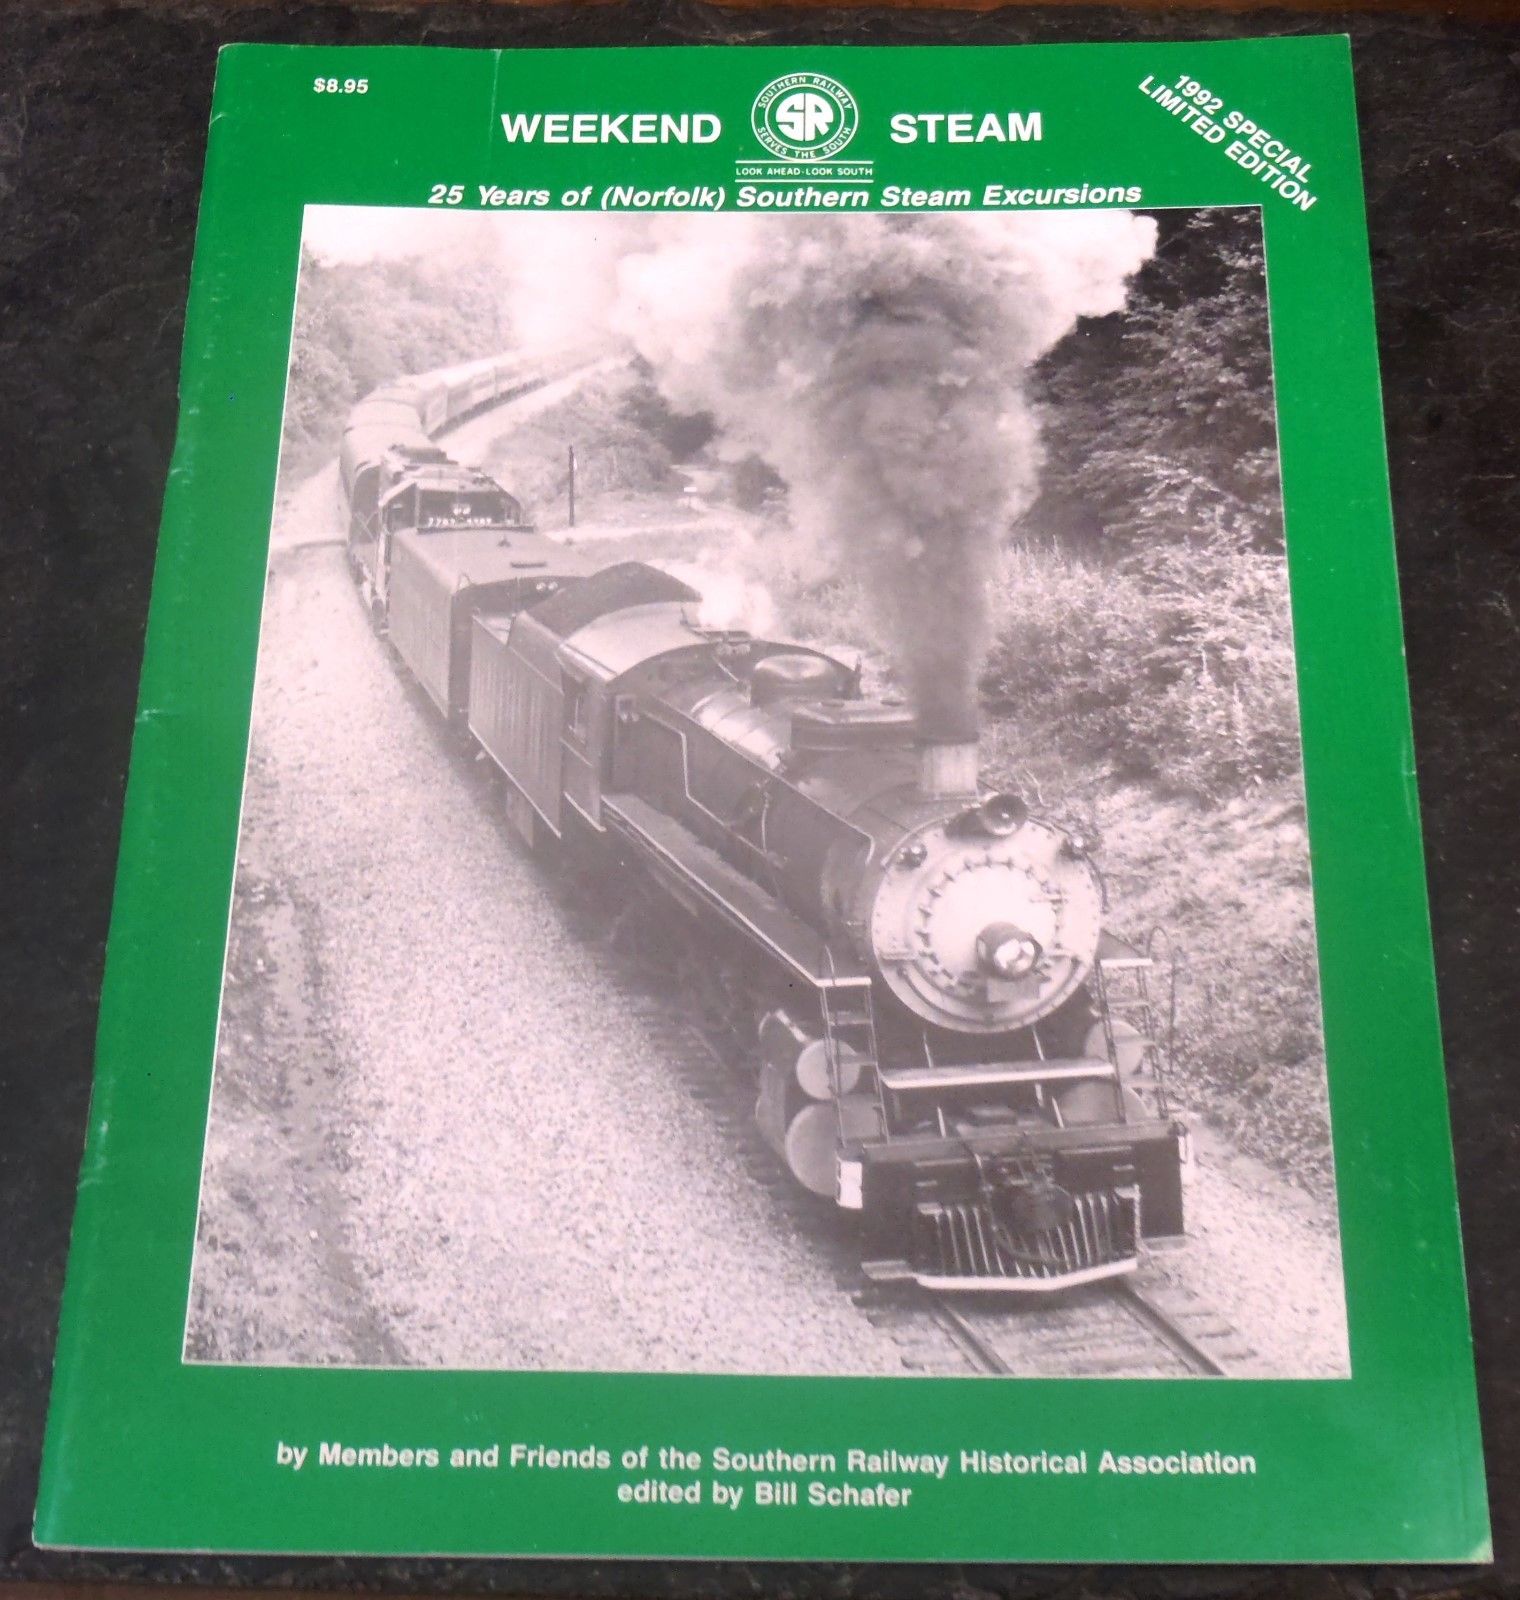 $8.95
WEEKEND STEAM
SOUTHERN RAILWAY
SR
SERVES THE SOUTH
LOOK AHEAD-LOOK SOUTH
1992 SPECIAL
LIMITED EDITION
25 Years of (Norfolk) Southern Steam Excursions
by Members and Friends of the Southern Railway Historical Association
edited by Bill Schafer